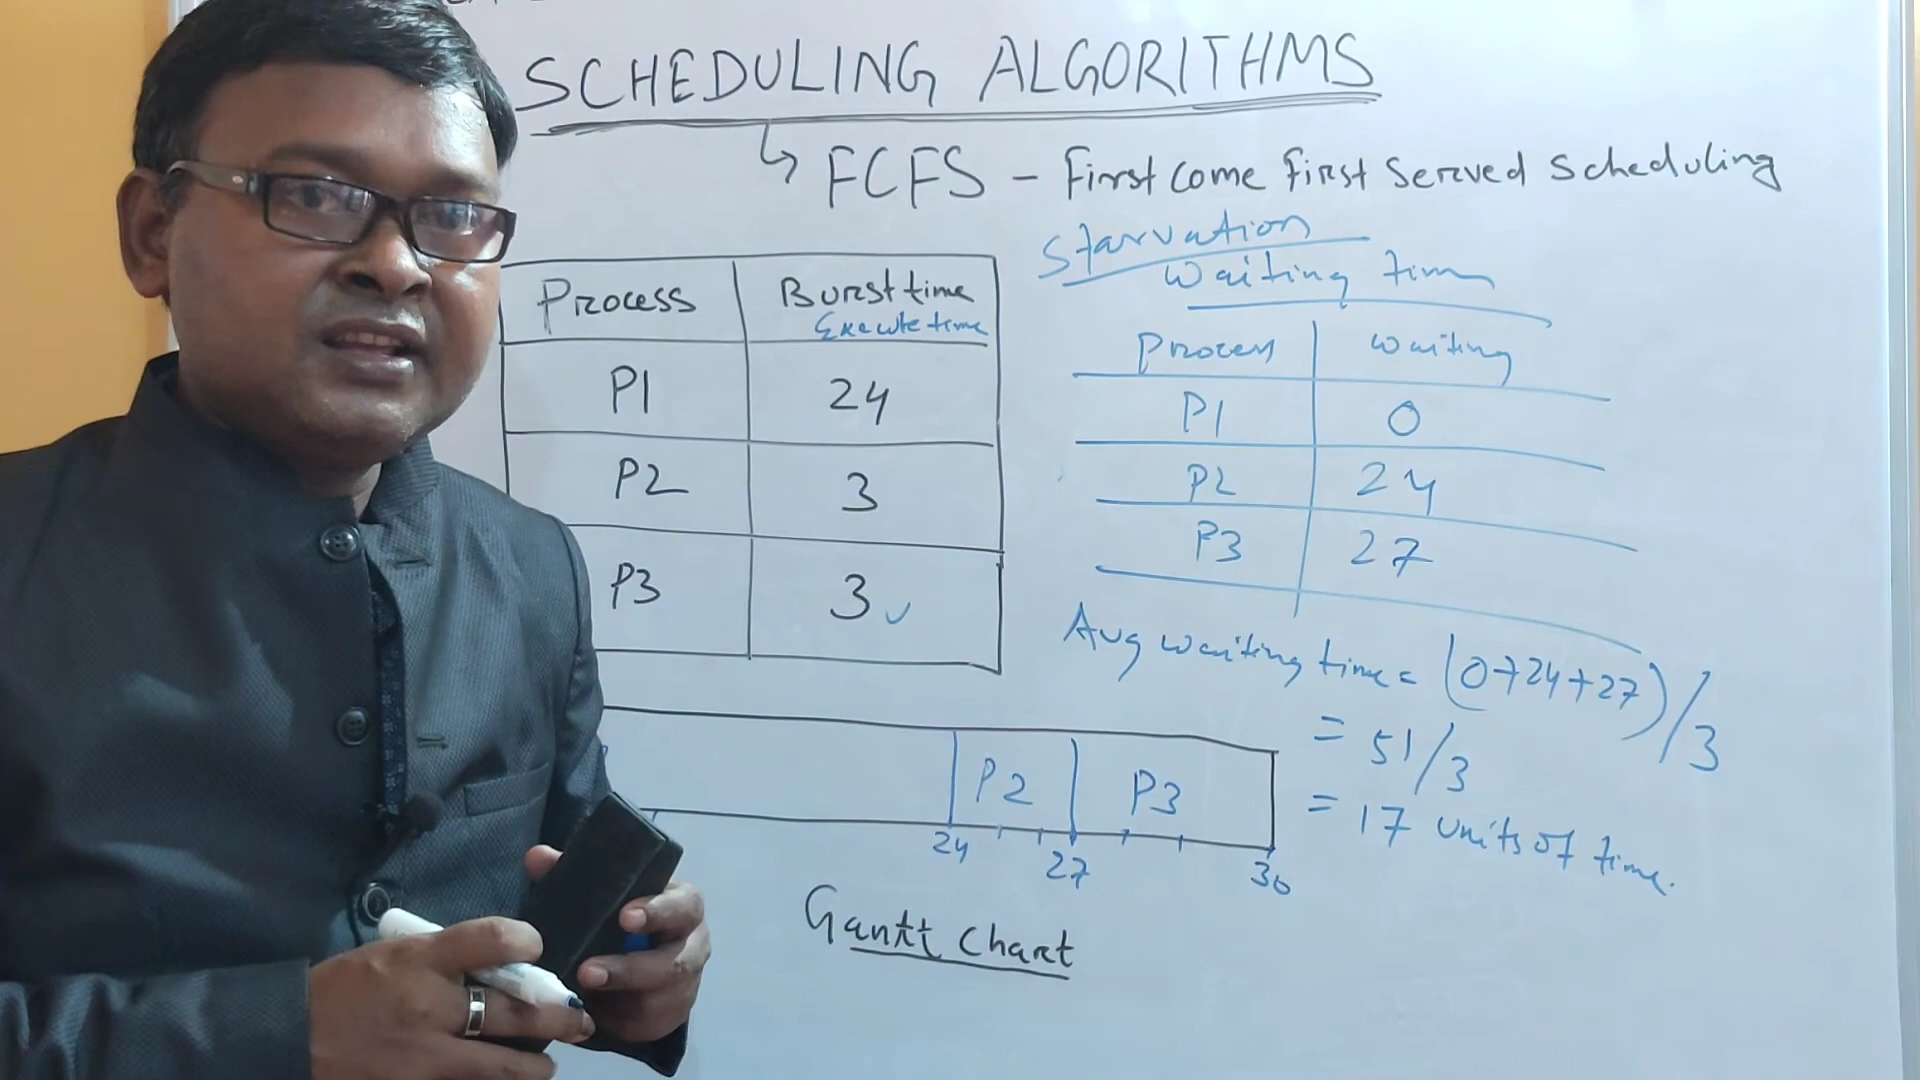 SCHEDULING ALGORITHMS
↳ FCFS - First come First Served Scheduling
Starvation
Process Burst time
Execute time
P1 24
P2 3
P3 3 ✓
Waiting tim
Process waiting
P1 0
P2 24
P3 27
Avg waiting time = (0+24+27)/3
= 51/3
= 17 units of time.
P2 P3
24 27 30
Gantt Chart